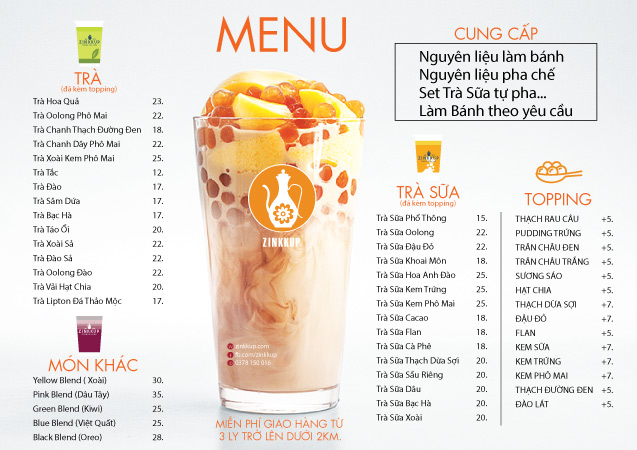 MENU
ZINKKUP
TRÀ
(đá kèm topping)
Trà Hoa Quả 23.
Trà Oolong Phô Mai 22.
Trà Chanh Thạch Đường Đen 18.
Trà Chanh Dây Phô Mai 22.
Trà Xoài Kem Phô Mai 25.
Trà Tắc 12.
Trà Đào 17.
Trà Sâm Dứa 17.
Trà Bạc Hà 17.
Trà Táo Ổi 20.
Trà Xoài Sả 22.
Trà Đào Sả 22.
Trà Oolong Đào 22.
Trà Vải Hạt Chia 20.
Trà Lipton Đá Thảo Mộc 17.
ZINKKUP
MÓN KHÁC
Yellow Blend ( Xoài) 30.
Pink Blend (Dâu Tây) 35.
Green Blend (Kiwi) 25.
Blue Blend (Việt Quất) 25.
Black Blend (Oreo) 28.
ZINKKUP
zinkkup.com
fb.com/zinkkup
0378 150 016
MIỄN PHÍ GIAO HÀNG TỪ
3 LY TRỞ LÊN DƯỚI 2KM.
CUNG CẤP
Nguyên liệu làm bánh
Nguyên liệu pha chế
Set Trà Sữa tự pha...
Làm Bánh theo yêu cầu
TRÀ SỮA
(đá kèm topping)
Trà Sữa Phổ Thông 15.
Trà Sữa Oolong 22.
Trà Sữa Đậu Đỏ 22.
Trà Sữa Khoai Môn 18.
Trà Sữa Hoa Anh Đào 25.
Trà Sữa Kem Trứng 25.
Trà Sữa Kem Phô Mai 25.
Trà Sữa Cacao 18.
Trà Sữa Flan 18.
Trà Sữa Cà Phê 18.
Trà Sữa Thạch Dừa Sợi 20.
Trà Sữa Sầu Riêng 20.
Trà Sữa Dâu 20.
Trà Sữa Bạc Hà 20.
Trà Sữa Xoài 20.
TOPPING
THẠCH RAU CÂU +5.
PUDDING TRỨNG +5.
TRÂN CHÂU ĐEN +5.
TRÂN CHÂU TRẮNG +5.
SƯƠNG SÁO +5.
HẠT CHIA +5.
THẠCH DỪA SỢI +7.
ĐẬU ĐỎ +7.
FLAN +5.
KEM SỮA +7.
KEM TRỨNG +7.
KEM PHÔ MAI +7.
THẠCH ĐƯỜNG ĐEN +5.
ĐÀO LÁT +5.